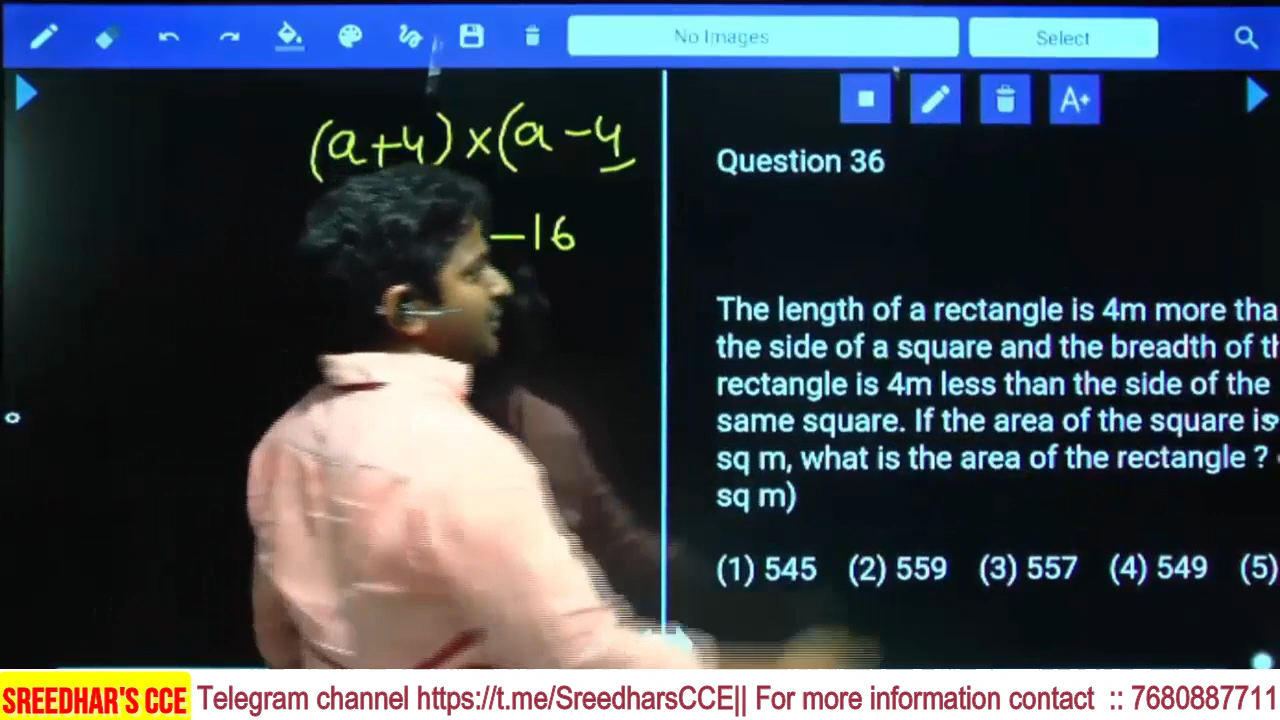 No Images
Select
A+
(a+4)×(a-4
-16
Question 36
The length of a rectangle is 4m more tha
the side of a square and the breadth of th
rectangle is 4m less than the side of the
same square. If the area of the square is
sq m, what is the area of the rectangle ?
sq m)
(1) 545 (2) 559 (3) 557 (4) 549 (5)
SREEDHAR'S CCE Telegram channel https://t.me/SreedharsCCE|| For more information contact :: 7680887711